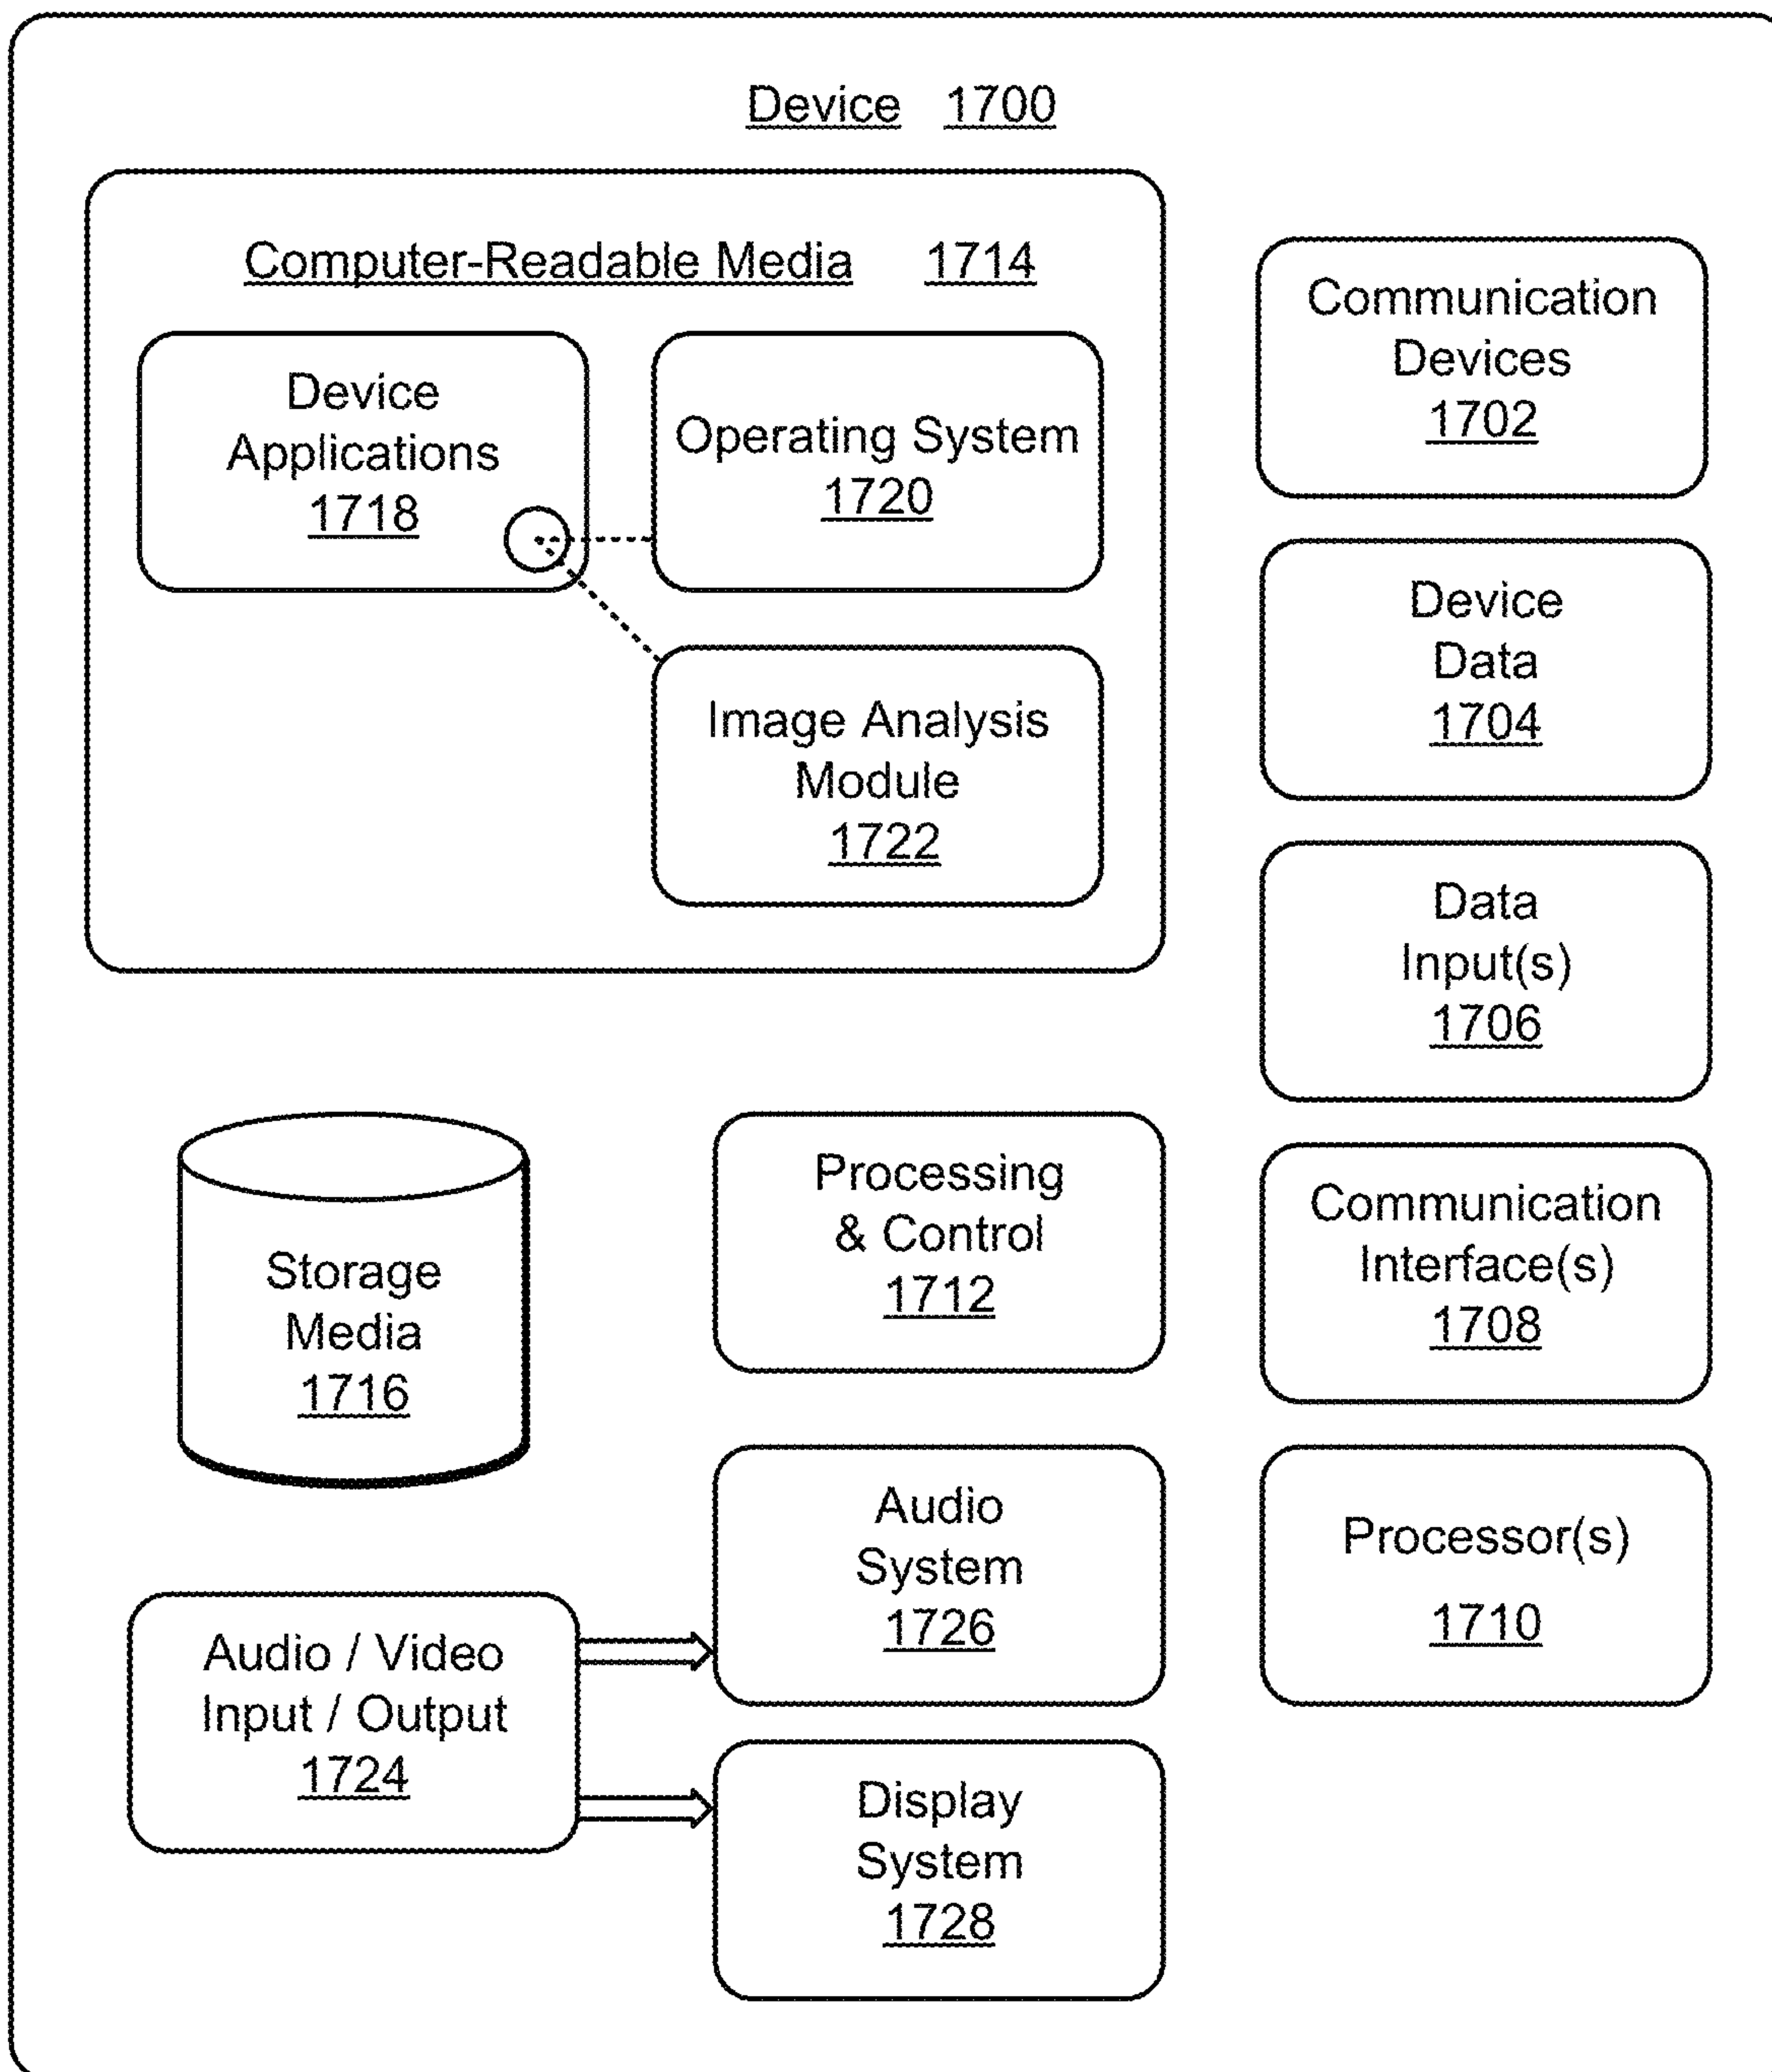 Device 1700
Computer-Readable Media 1714
Device
Applications
1718
Operating System
1720
Image Analysis
Module
1722
Communication
Devices
1702
Device
Data
1704
Data
Input(s)
1706
Communication
Interface(s)
1708
Processor(s)
1710
Storage
Media
1716
Processing
& Control
1712
Audio / Video
Input / Output
1724
Audio
System
1726
Display
System
1728